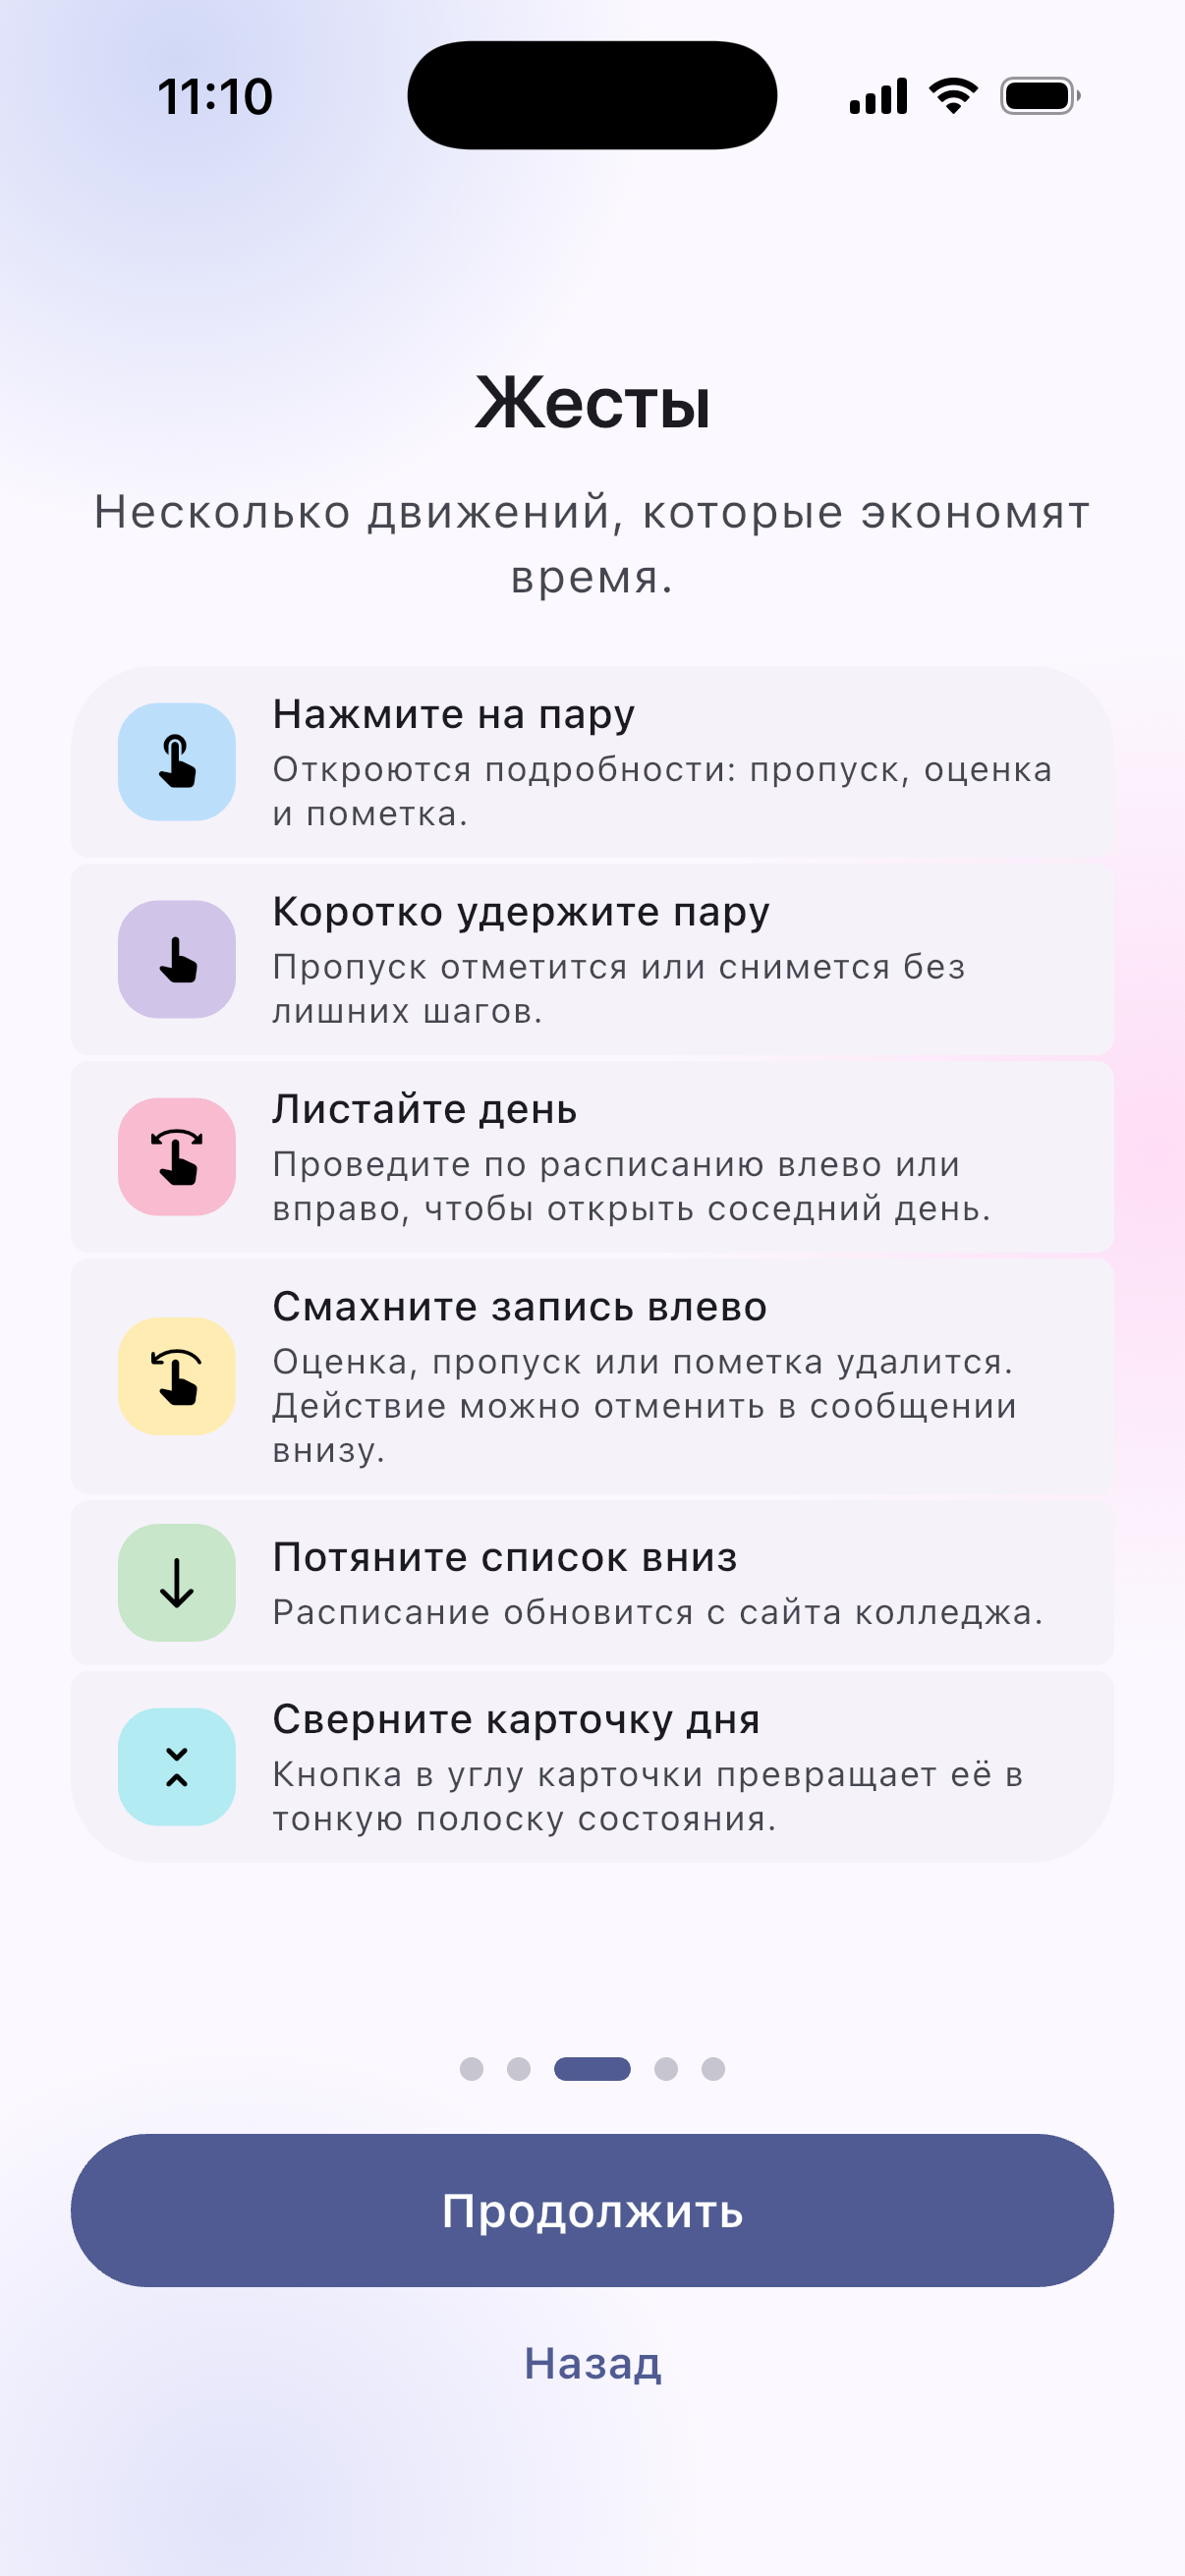 11:10
Жесты
Несколько движений, которые экономят
время.
Нажмите на пару
Откроются подробности: пропуск, оценка
и пометка.
Коротко удержите пару
Пропуск отметится или снимется без
лишних шагов.
Листайте день
Проведите по расписанию влево или
вправо, чтобы открыть соседний день.
Смахните запись влево
Оценка, пропуск или пометка удалится.
Действие можно отменить в сообщении
внизу.
Потяните список вниз
Расписание обновится с сайта колледжа.
Сверните карточку дня
Кнопка в углу карточки превращает её в
тонкую полоску состояния.
Продолжить
Назад